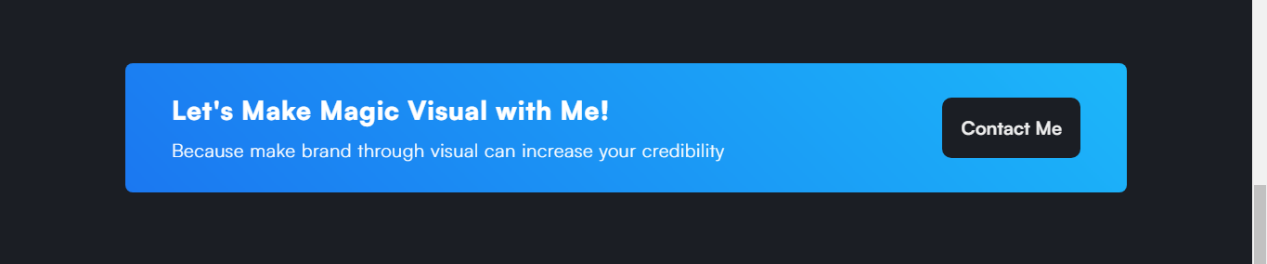 Let's Make Magic Visual with Me!
Because make brand through visual can increase your credibility
Contact Me